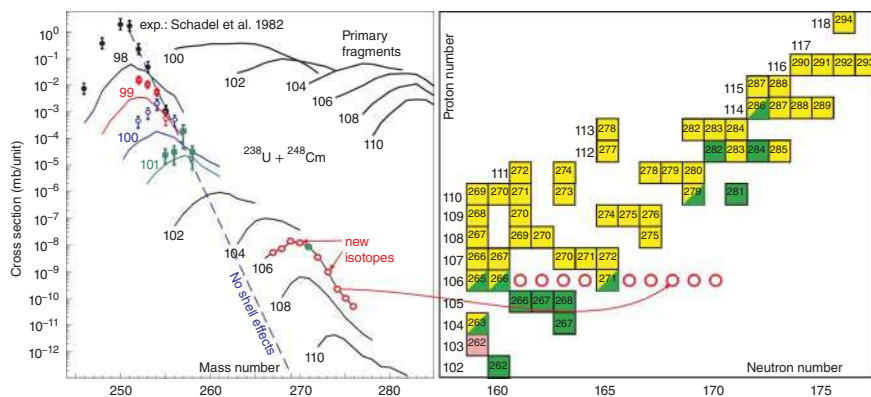 exp.: Schadel et al. 1982
Primary
fragments
98
100
102
104
106
108
110
99
100
101
238U + 248Cm
102
104
106
108
110
new
isotopes
No shell effects
Cross section (mb/unit)
10^0
10^−1
10^−2
10^−3
10^−4
10^−5
10^−6
10^−7
10^−8
10^−9
10^−10
10^−11
10^−12
Mass number
250 260 270 280
Proton number
118 294
117
116 290 291 292 293
115 287 288
114 286 287 288 289
113 278 282 283 284
112 277 282 283 284 285
111 272 274 278 279 280
110 269 270 271 273 279 281
109 268 270 274 275 276
108 267 269 270 275
107 266 267 270 271 272
106 265 266 271
105 266 267 268
104 263 267
103 262
102 262
Neutron number
160 165 170 175